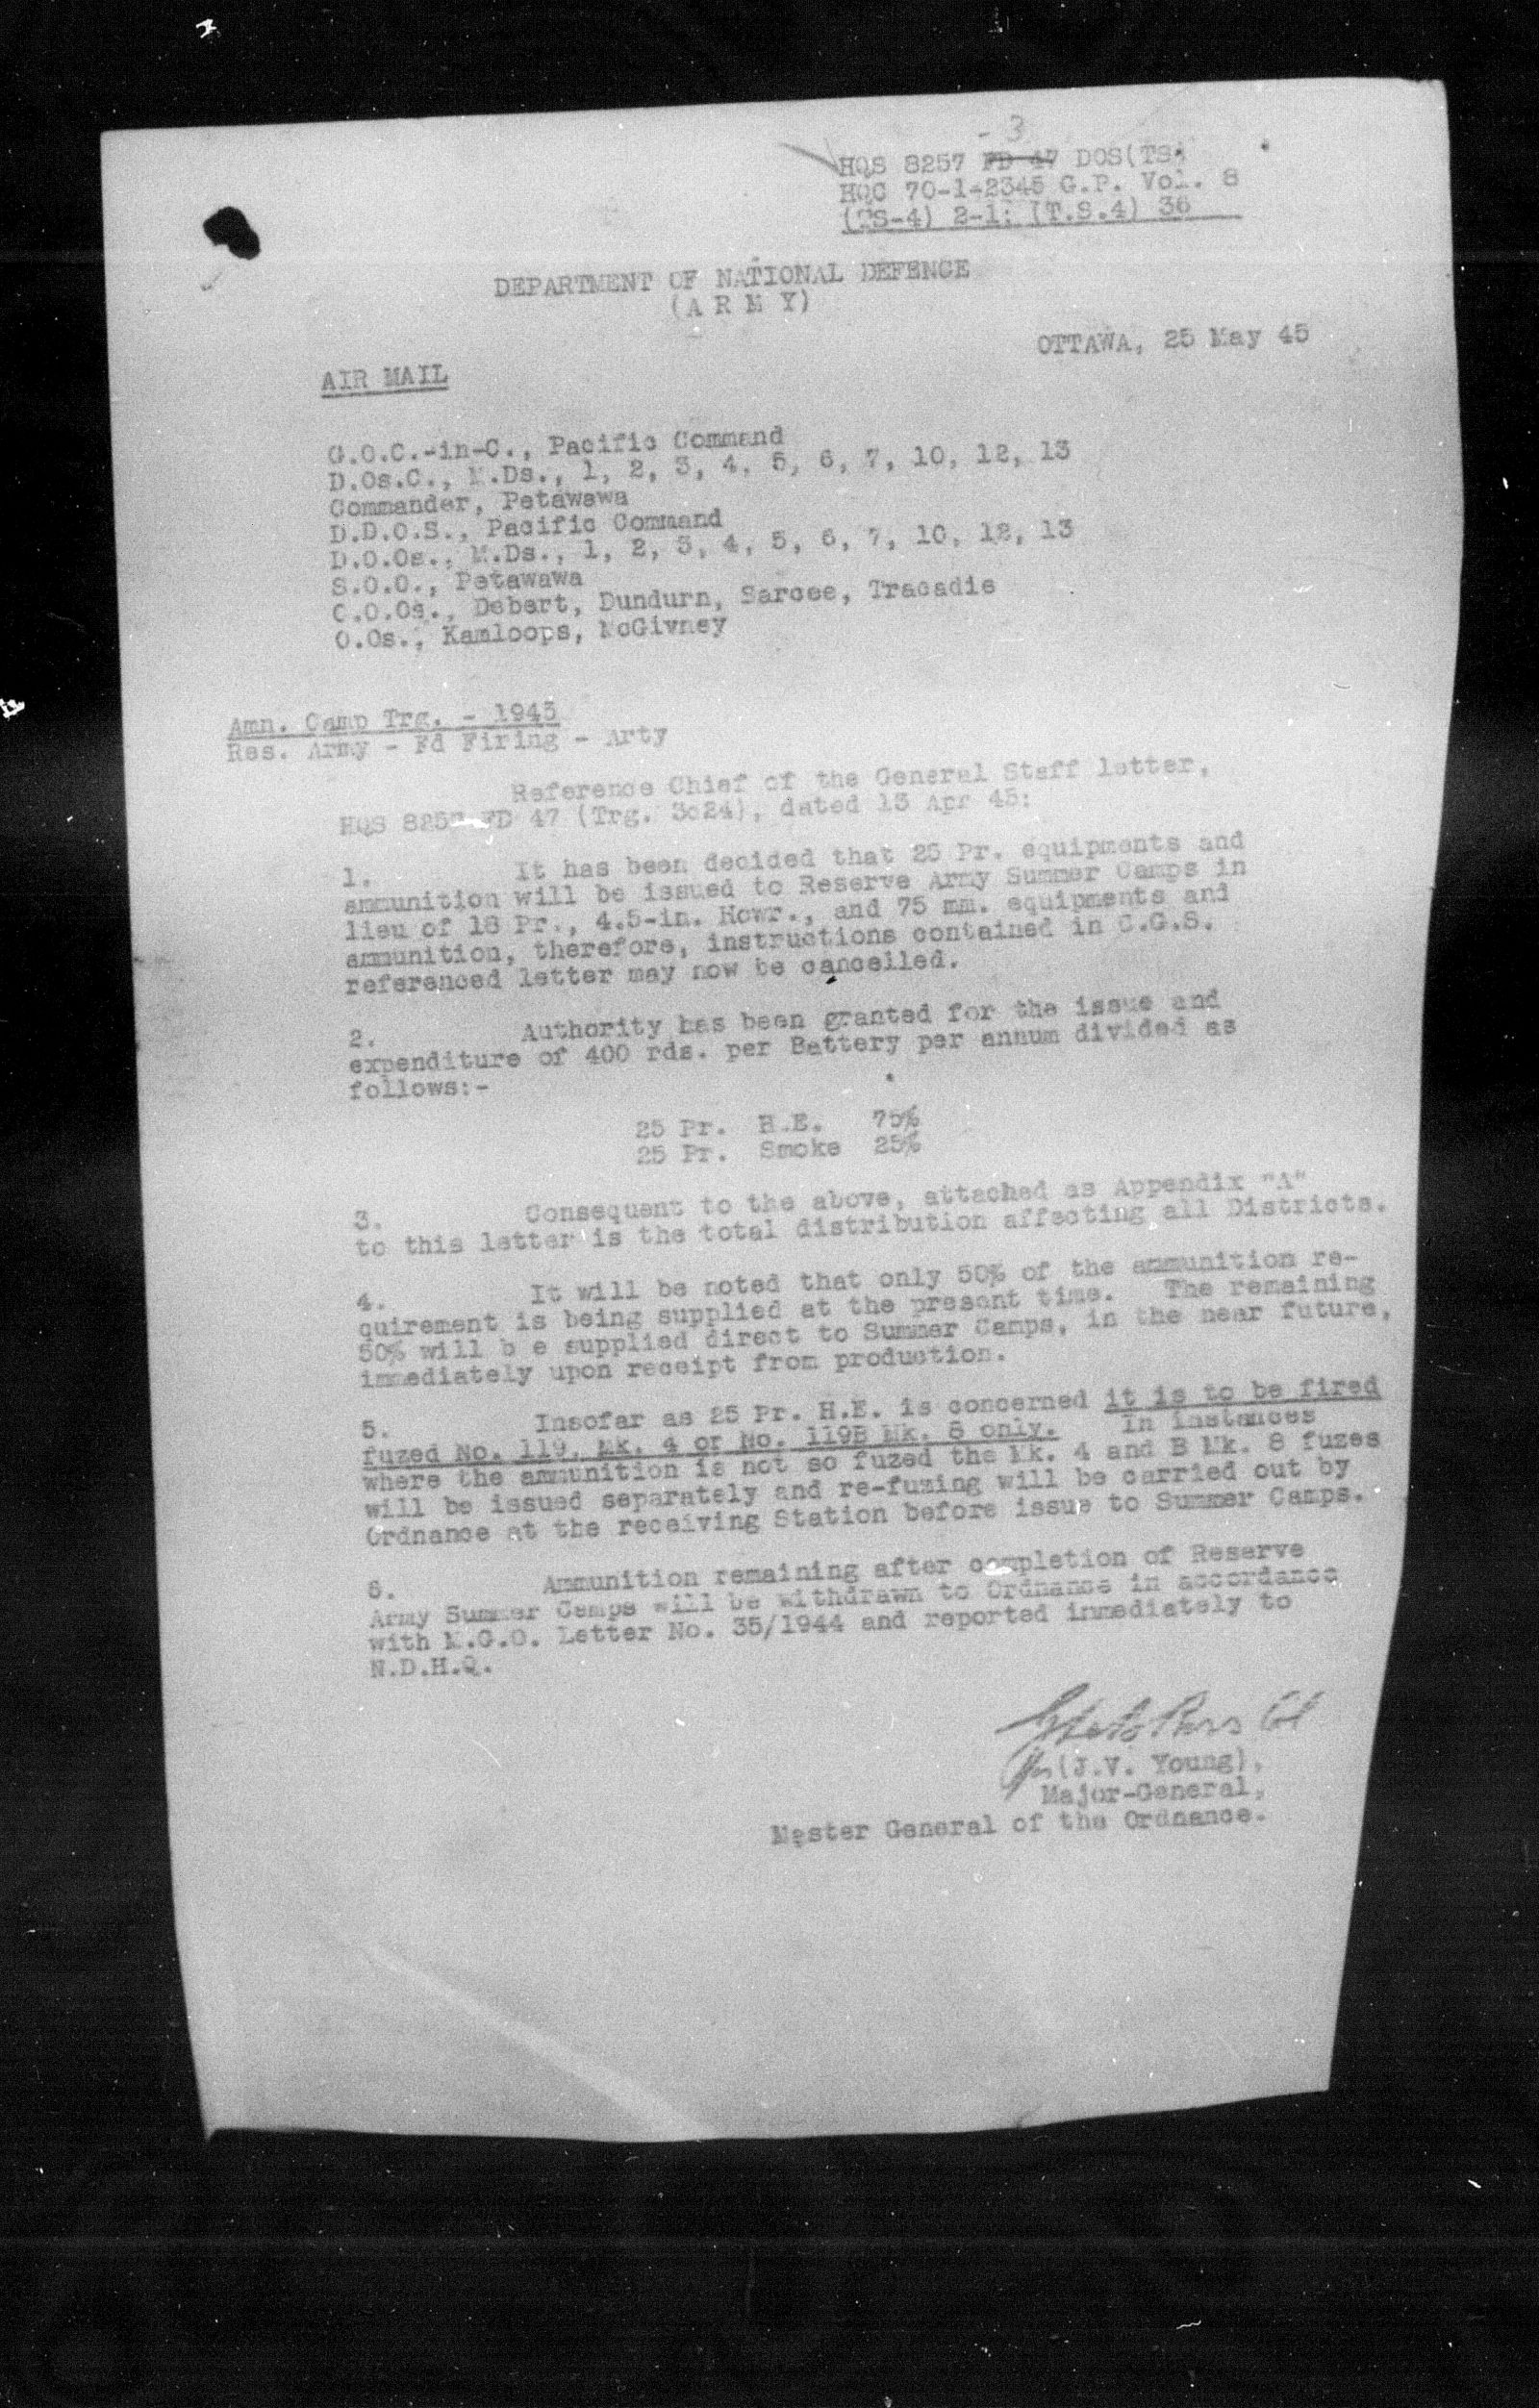 - 3
HQS 8257 FD 47 DOS(TS)
HQC 70-1-2345 G.P. Vol. 8
(TS-4) 2-1: (T.S.4) 36
DEPARTMENT OF NATIONAL DEFENCE
(A R M Y)
OTTAWA, 25 May 45
AIR MAIL
G.O.C.-in-C., Pacific Command
D.Os.C., M.Ds., 1, 2, 3, 4, 5, 6, 7, 10, 12, 13
Commander, Petawawa
D.D.O.S., Pacific Command
D.O.Os., M.Ds., 1, 2, 3, 4, 5, 6, 7, 10, 12, 13
S.O.O., Petawawa
C.O.Os., Debert, Dundurn, Sarcee, Tracadie
O.Os., Kamloops, McGivney
Amn. Camp Trg. - 1945
Res. Army - Fd Firing - Arty
Reference Chief of the General Staff letter,
HQS 8257 FD 47 (Trg. 3c24), dated 13 Apr 45:
1. It has been decided that 25 Pr. equipments and
ammunition will be issued to Reserve Army Summer Camps in
lieu of 18 Pr., 4.5-in. Howr., and 75 mm. equipments and
ammunition, therefore, instructions contained in C.G.S.
referenced letter may now be cancelled.
2. Authority has been granted for the issue and
expenditure of 400 rds. per Battery per annum divided as
follows:-
25 Pr. H.E. 75%
25 Pr. Smoke 25%
3. Consequent to the above, attached as Appendix "A"
to this letter is the total distribution affecting all Districts.
4. It will be noted that only 50% of the ammunition re-
quirement is being supplied at the present time. The remaining
50% will b e supplied direct to Summer Camps, in the near future,
immediately upon receipt from production.
5. Insofar as 25 Pr. H.E. is concerned it is to be fired
fuzed No. 119, Mk. 4 or No. 119B Mk. 8 only. In instances
where the ammunition is not so fuzed the Mk. 4 and B Mk. 8 fuzes
will be issued separately and re-fuzing will be carried out by
Ordnance at the receiving Station before issue to Summer Camps.
6. Ammunition remaining after completion of Reserve
Army Summer Camps will be withdrawn to Ordnance in accordance
with M.G.O. Letter No. 35/1944 and reported immediately to
N.D.H.Q.
(J.V. Young),
Major-General,
Master General of the Ordnance.